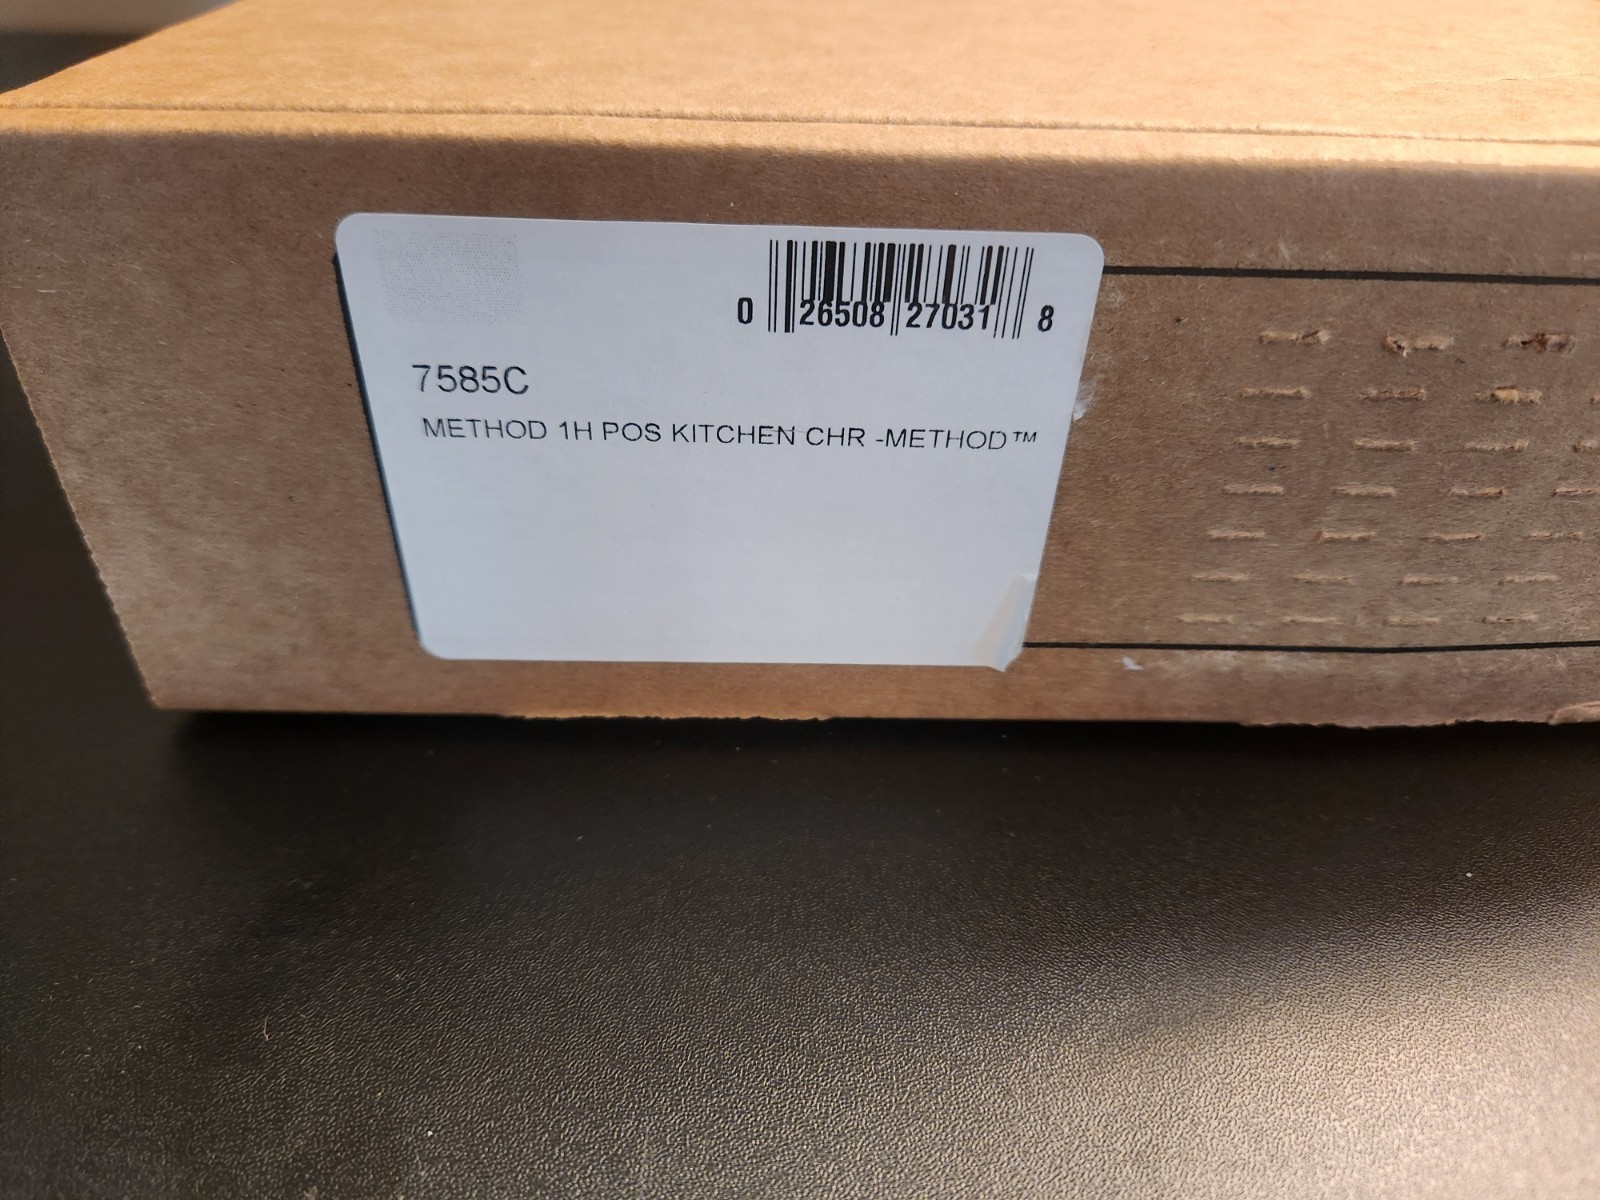 0 26508 27031 8
7585C
METHOD 1H POS KITCHEN CHR -METHOD™